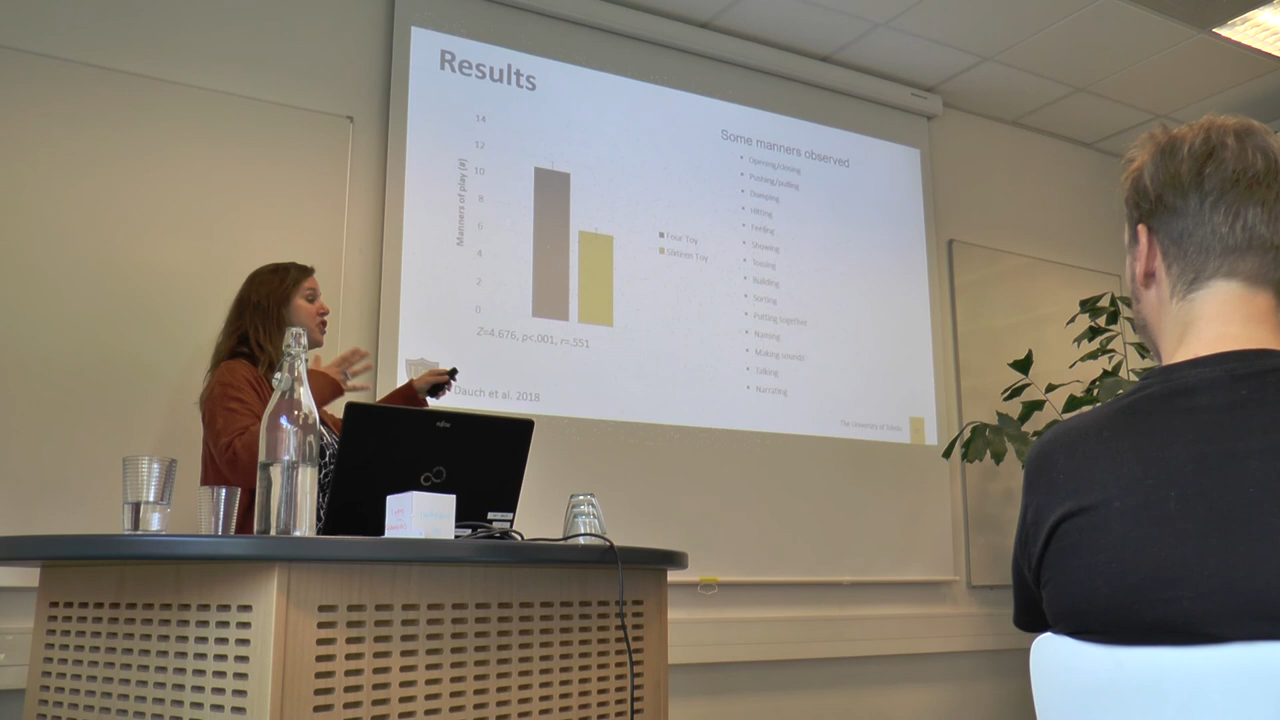 Results
14
12
10
8
6
4
2
0
Manners of play (#)
Four Toy
Sixteen Toy
Z=4.676, p<.001, r=.551
Dauch et al. 2018
Some manners observed
• Opening/closing
• Pushing/pulling
• Dumping
• Hitting
• Feeling
• Showing
• Tossing
• Building
• Sorting
• Putting together
• Naming
• Making sounds
• Talking
• Narrating
The University of Toledo
FUJITSU